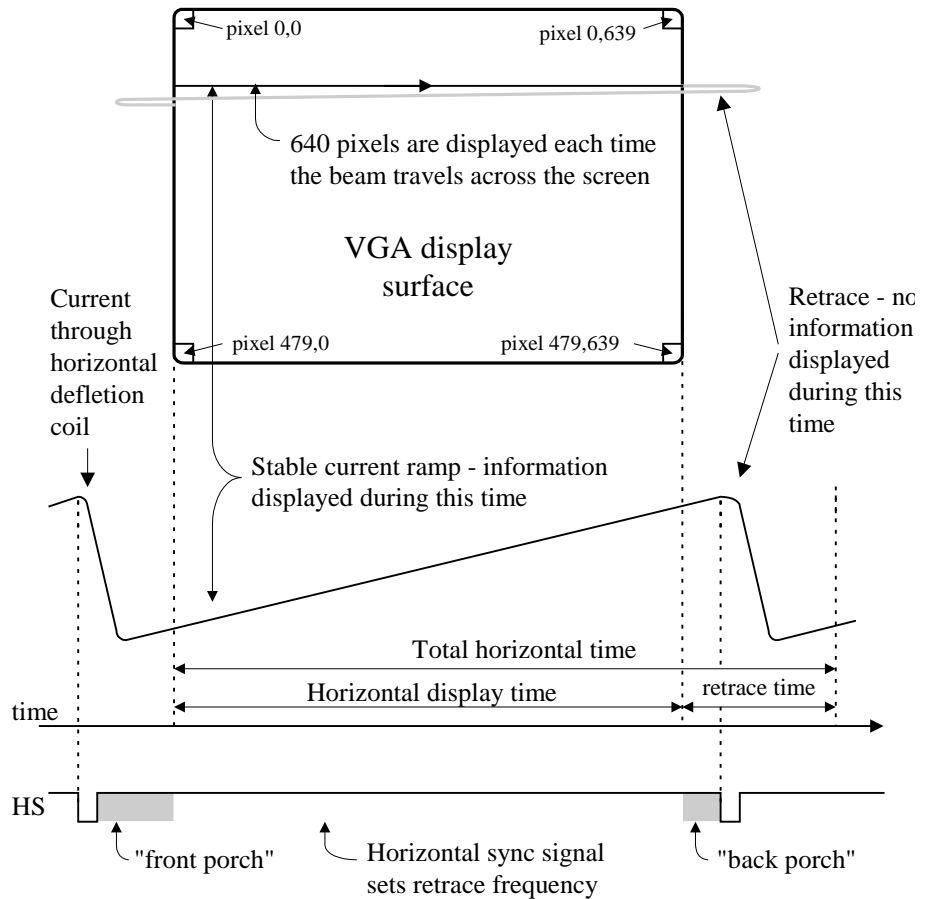 pixel 0,0
pixel 0,639
640 pixels are displayed each time
the beam travels across the screen
VGA display
surface
Current
through
horizontal
defletion
coil
Retrace - no
information
displayed
during this
time
pixel 479,0
pixel 479,639
Stable current ramp - information
displayed during this time
Total horizontal time
Horizontal display time
retrace time
time
HS
"front porch"
Horizontal sync signal
sets retrace frequency
"back porch"